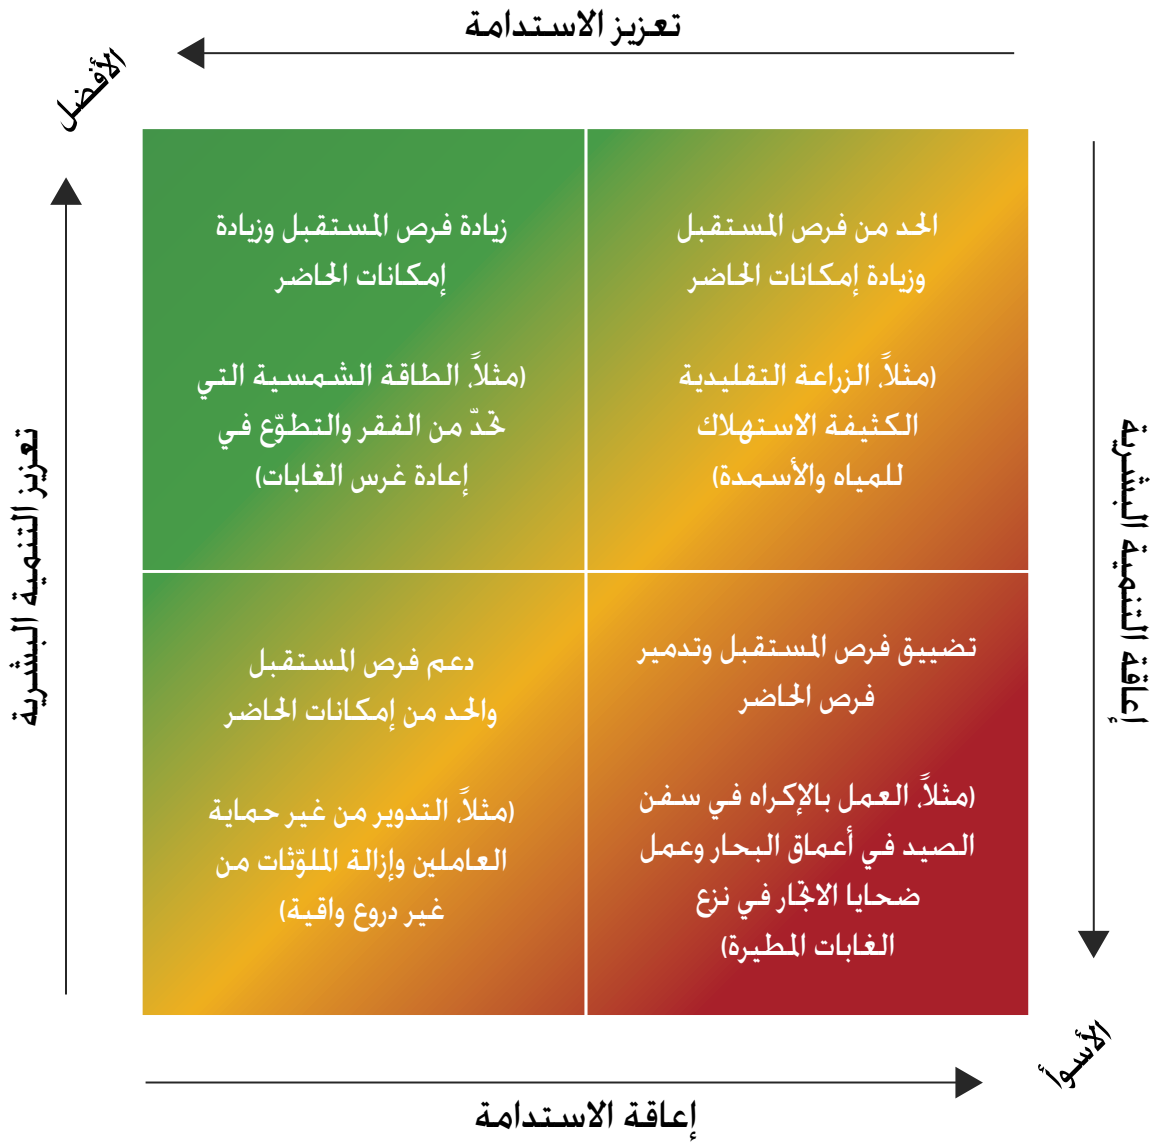 تعزيز الاستدامة
الأفضل
الحد من فرص المستقبل
وزيادة إمكانات الحاضر
(مثلاً، الزراعة التقليدية
الكثيفة الاستهلاك
للمياه والأسمدة)
زيادة فرص المستقبل وزيادة
إمكانات الحاضر
(مثلاً، الطاقة الشمسية التي
تحدّ من الفقر والتطوّع في
إعادة غرس الغابات)
إعاقة التنمية البشرية
تعزيز التنمية البشرية
تضييق فرص المستقبل وتدمير
فرص الحاضر
(مثلاً، العمل بالإكراه في سفن
الصيد في أعماق البحار وعمل
ضحايا الاتجار في نزع
الغابات المطيرة)
دعم فرص المستقبل
والحد من إمكانات الحاضر
(مثلاً، التدوير من غير حماية
العاملين وإزالة الملوّثات من
غير دروع واقية)
الأسوأ
إعاقة الاستدامة